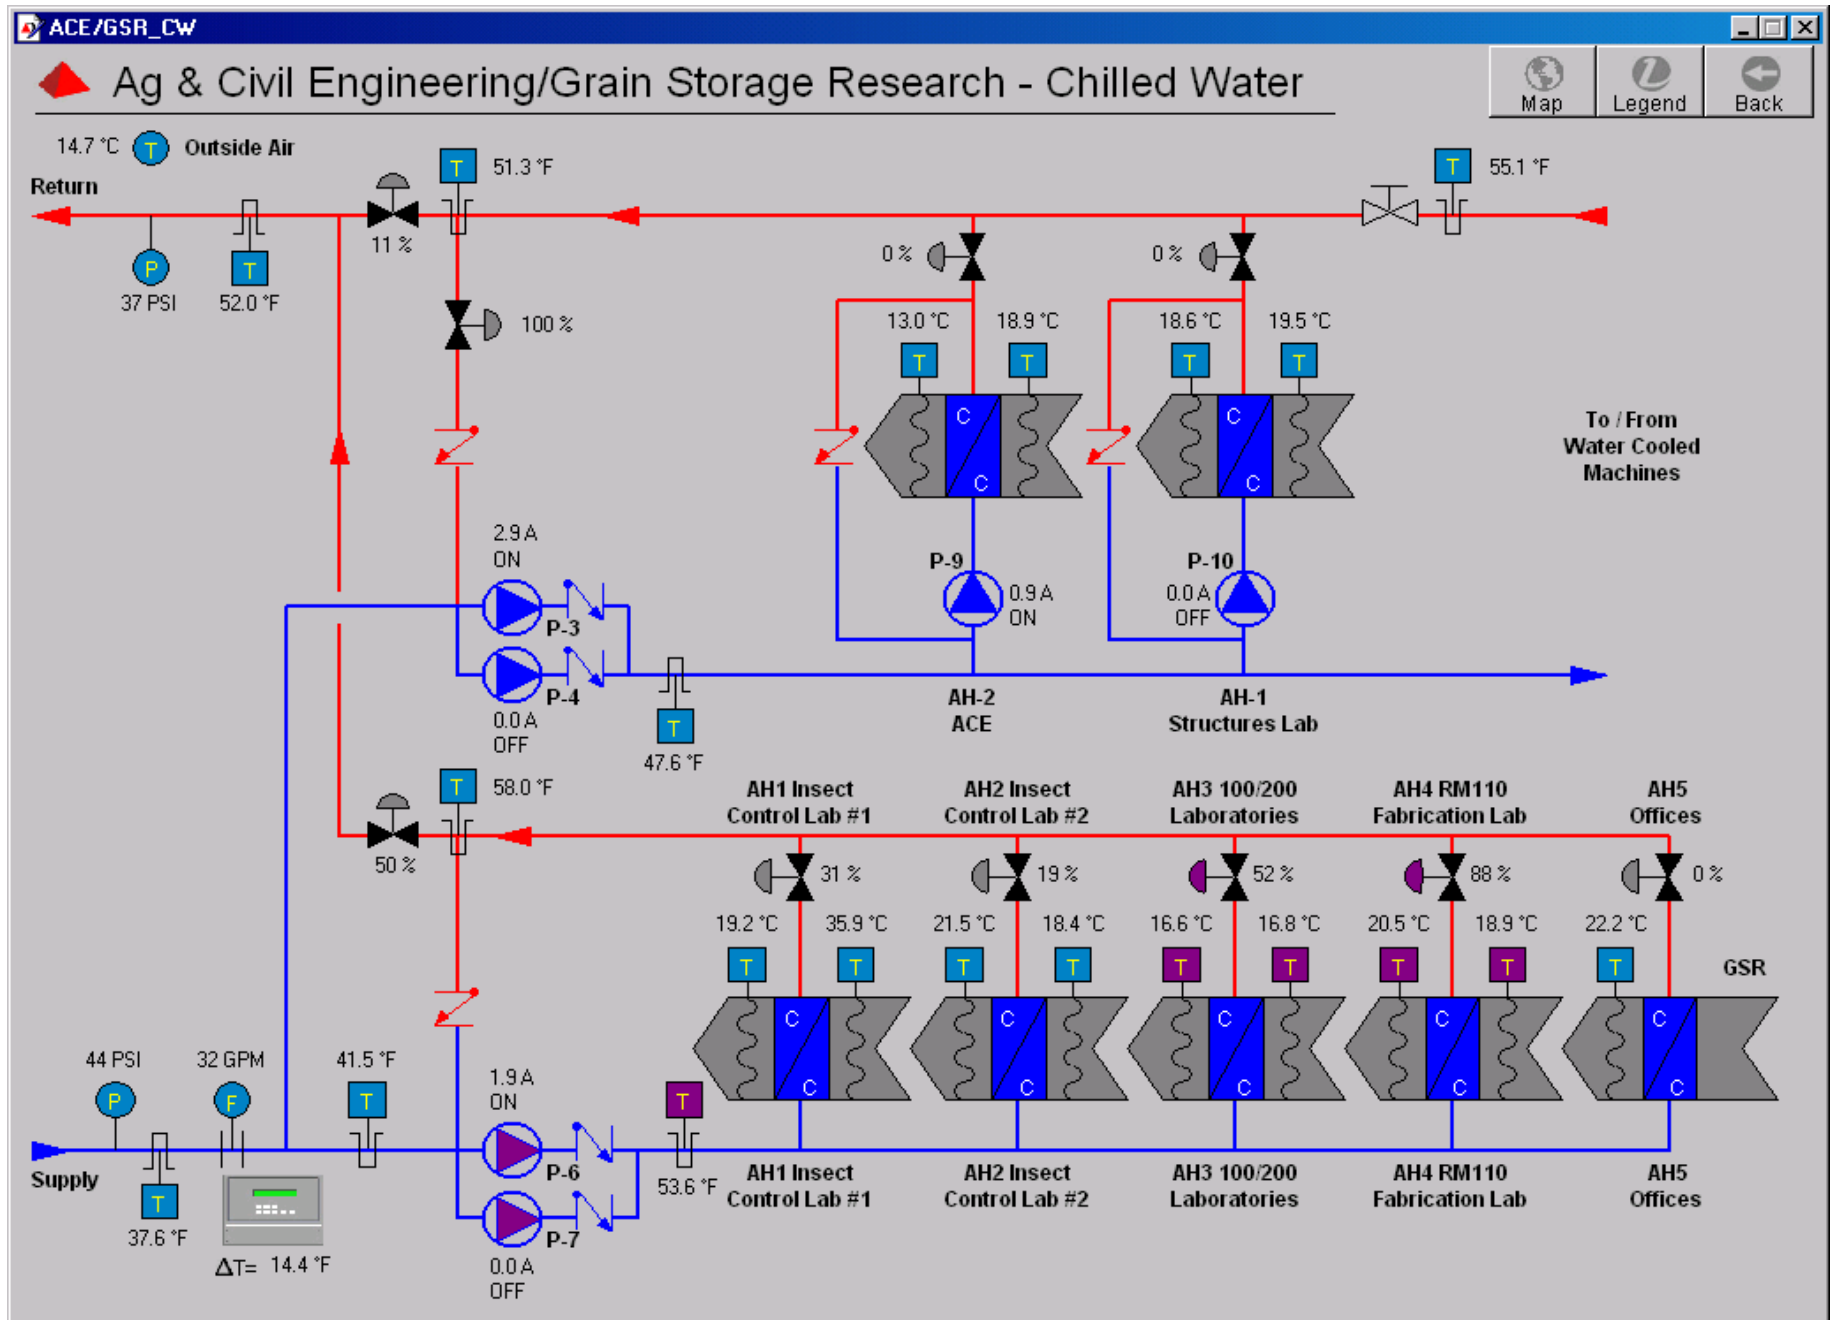 ACE/GSR_CW
Ag & Civil Engineering/Grain Storage Research - Chilled Water
Map
Legend
Back
14.7 °C
T
Outside Air
T
51.3 °F
T
55.1 °F
Return
11 %
0 %
0 %
P
T
37 PSI
52.0 °F
100 %
13.0 °C
18.9 °C
18.6 °C
19.5 °C
T
T
T
T
C
C
C
C
To / From
Water Cooled
Machines
2.9 A
ON
P-3
P-9
0.9 A
ON
P-10
0.0 A
OFF
P-4
0.0 A
OFF
T
47.6 °F
AH-2
ACE
AH-1
Structures Lab
T
58.0 °F
50 %
AH1 Insect
Control Lab #1
AH2 Insect
Control Lab #2
AH3 100/200
Laboratories
AH4 RM110
Fabrication Lab
AH5
Offices
31 %
19 %
52 %
88 %
0 %
19.2 °C
35.9 °C
21.5 °C
18.4 °C
16.6 °C
16.8 °C
20.5 °C
18.9 °C
22.2 °C
T
T
T
T
T
T
T
T
T
GSR
C
C
C
C
C
C
C
C
C
C
44 PSI
32 GPM
41.5 °F
1.9 A
ON
P
F
T
T
P-6
53.6 °F
Supply
T
37.6 °F
ΔT= 14.4 °F
P-7
0.0 A
OFF
AH1 Insect
Control Lab #1
AH2 Insect
Control Lab #2
AH3 100/200
Laboratories
AH4 RM110
Fabrication Lab
AH5
Offices